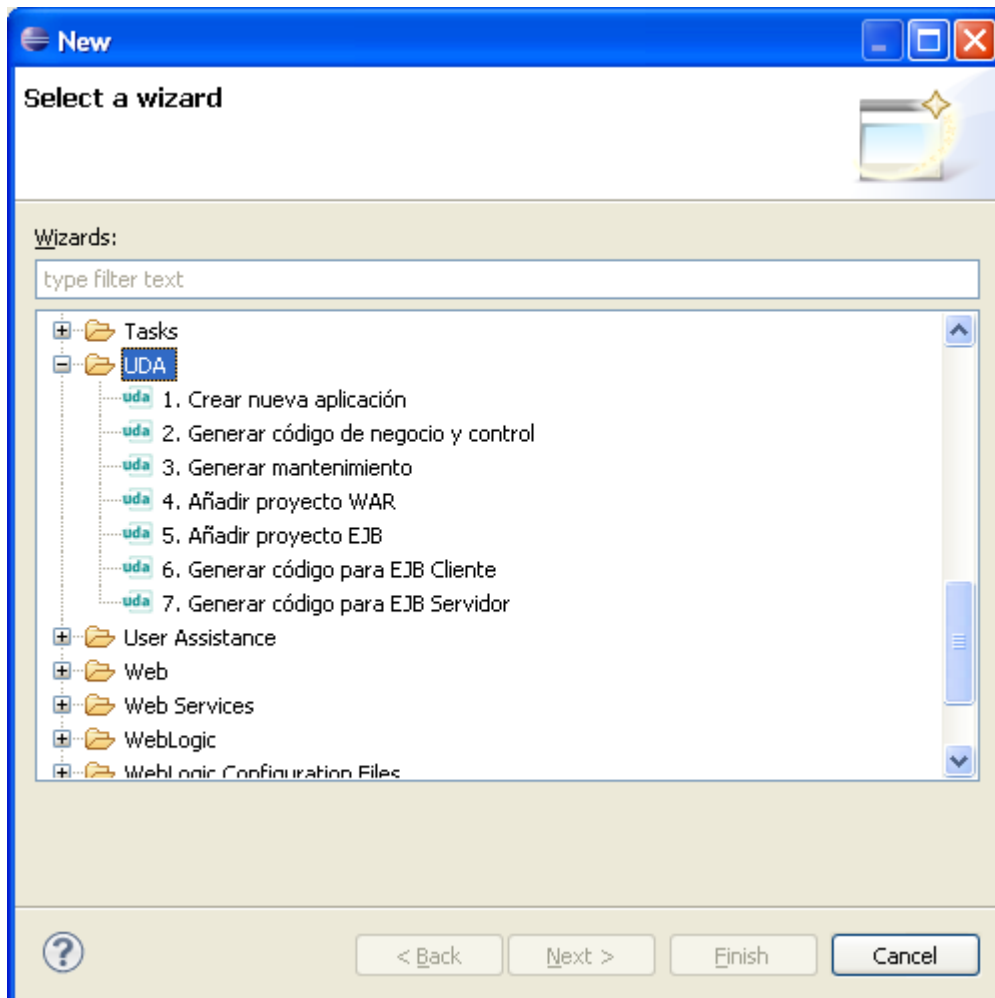 New
Select a wizard
Wizards:
type filter text
Tasks
UDA
uda 1. Crear nueva aplicación
uda 2. Generar código de negocio y control
uda 3. Generar mantenimiento
uda 4. Añadir proyecto WAR
uda 5. Añadir proyecto EJB
uda 6. Generar código para EJB Cliente
uda 7. Generar código para EJB Servidor
User Assistance
Web
Web Services
WebLogic
WebLogic Configuration Files
? < Back Next > Finish Cancel